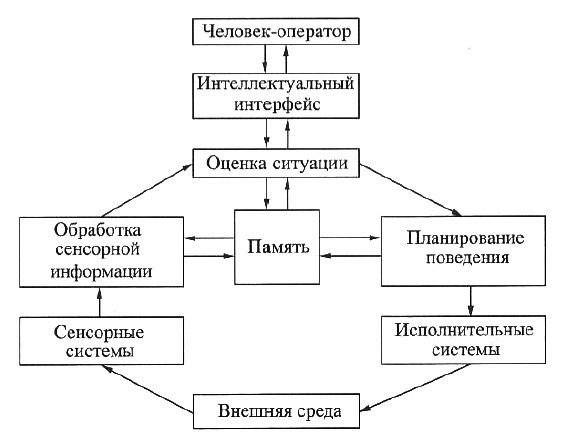 Человек-оператор
Интеллектуальный
интерфейс
Оценка ситуации
Обработка
сенсорной
информации
Память
Планирование
поведения
Сенсорные
системы
Исполнительные
системы
Внешняя среда